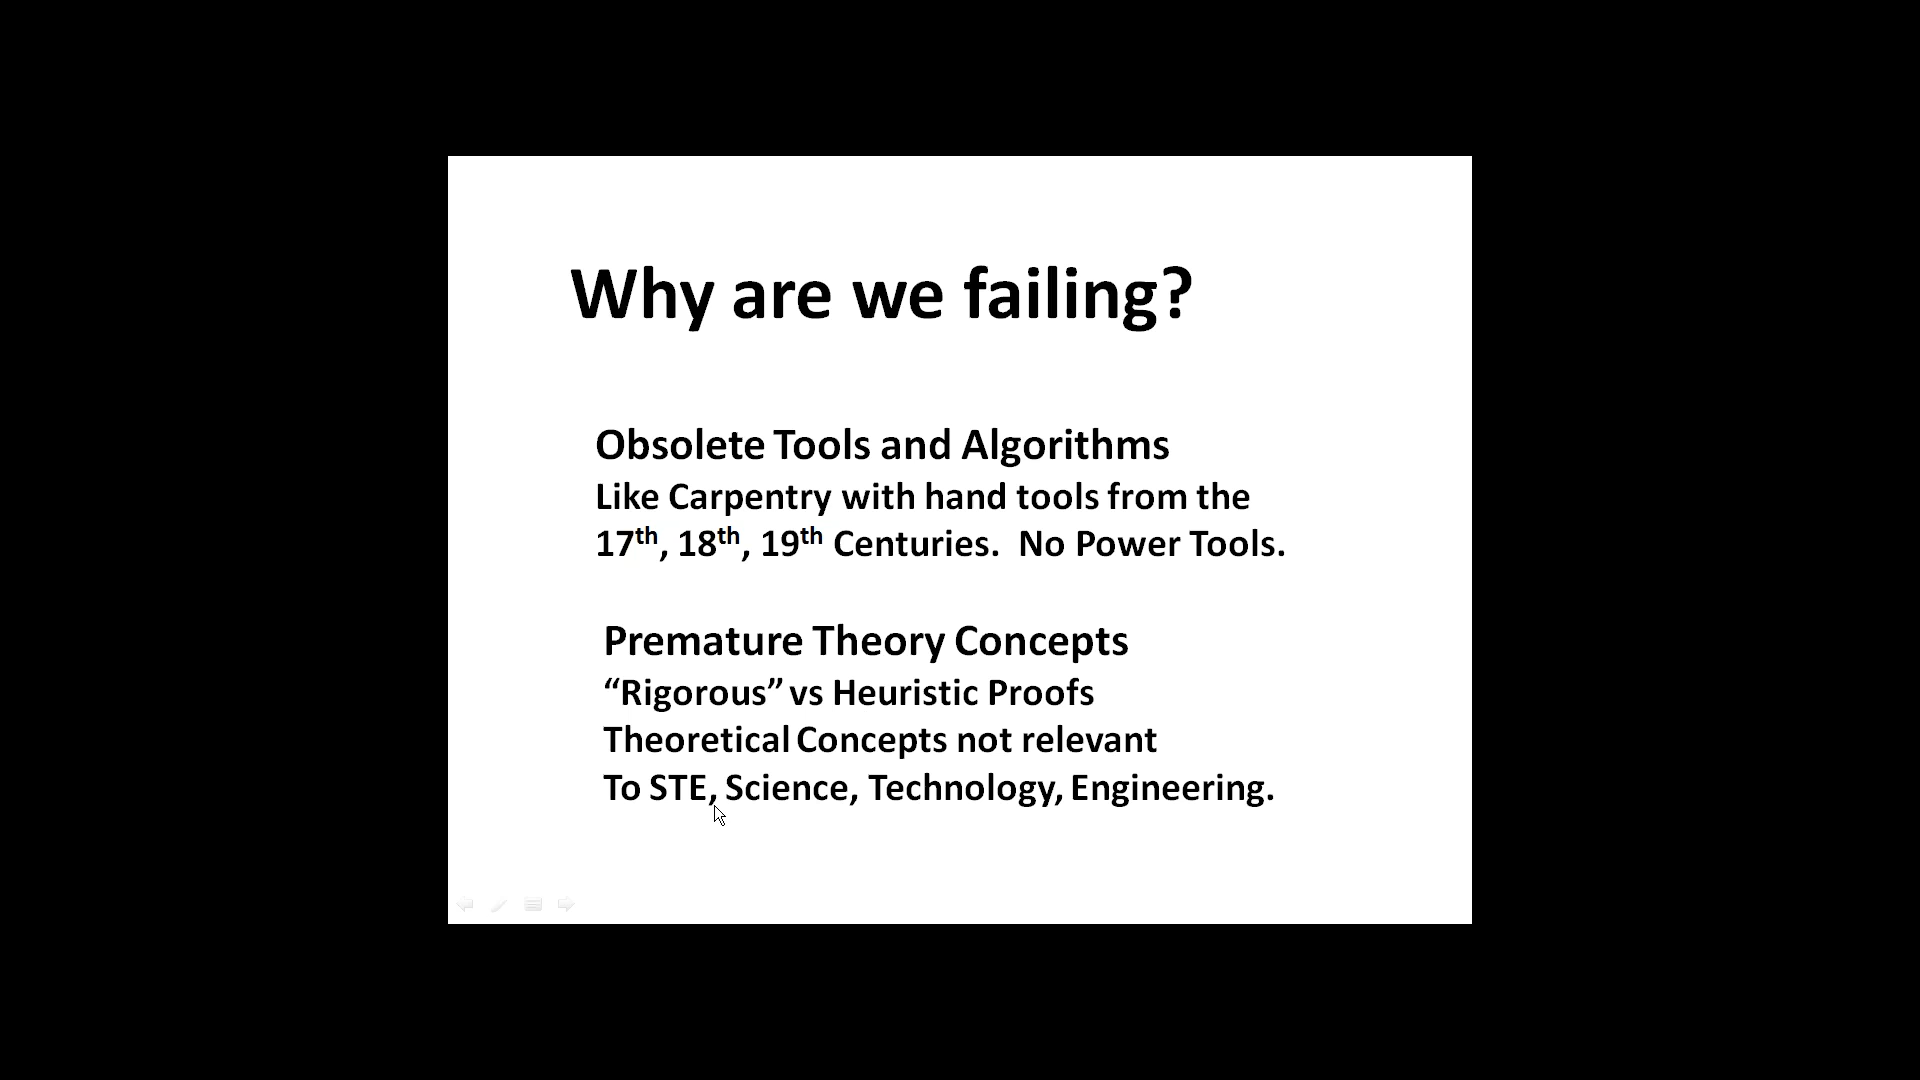 Why are we failing?
Obsolete Tools and Algorithms
Like Carpentry with hand tools from the
17th, 18th, 19th Centuries.  No Power Tools.
Premature Theory Concepts
“Rigorous” vs Heuristic Proofs
Theoretical Concepts not relevant
To STE, Science, Technology, Engineering.